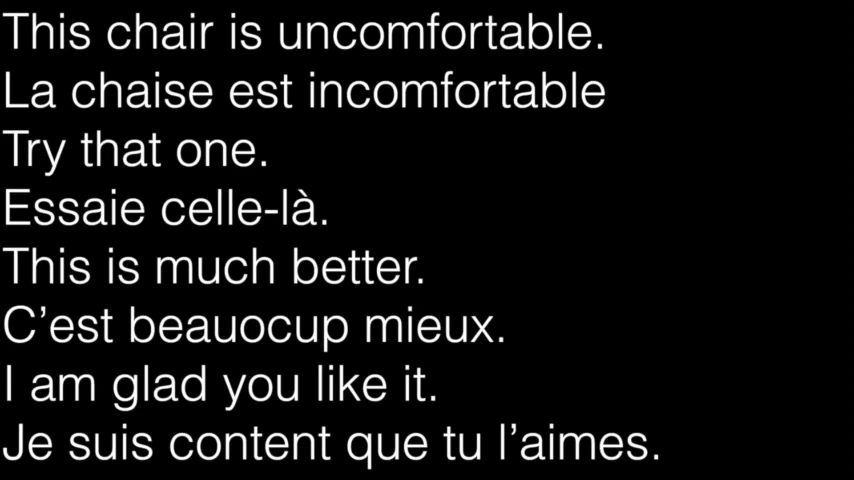 This chair is uncomfortable.
La chaise est incomfortable
Try that one.
Essaie celle-là.
This is much better.
C’est beauocup mieux.
I am glad you like it.
Je suis content que tu l’aimes.